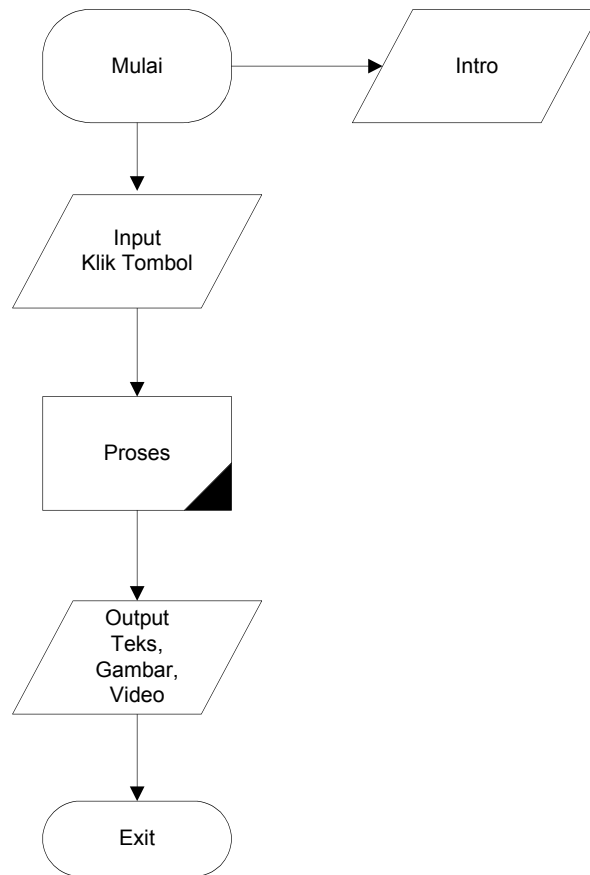 Mulai
Intro
Input
Klik Tombol
Proses
Output
Teks,
Gambar,
Video
Exit